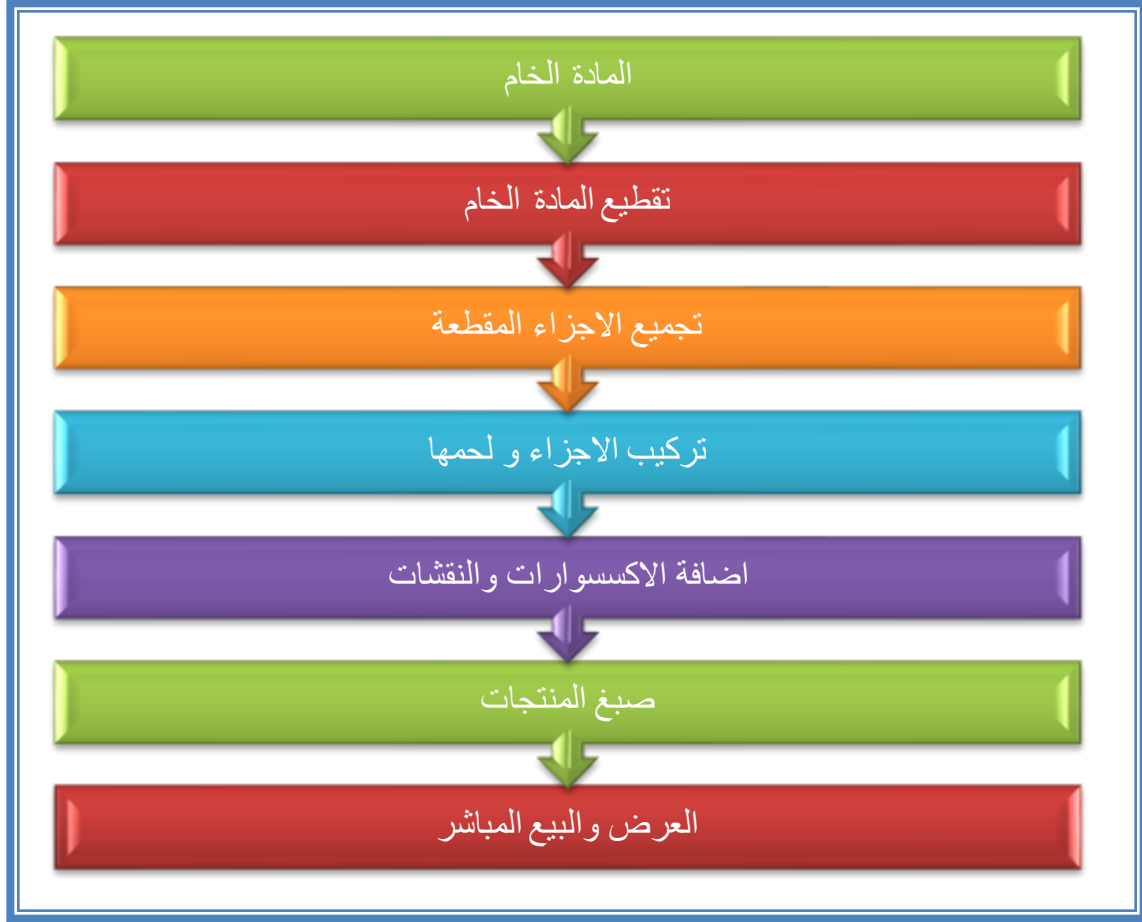 المادة الخام
تقطيع المادة الخام
تجميع الاجزاء المقطعة
تركيب الاجزاء و لحمها
اضافة الاكسسوارات والنقشات
صبغ المنتجات
العرض والبيع المباشر